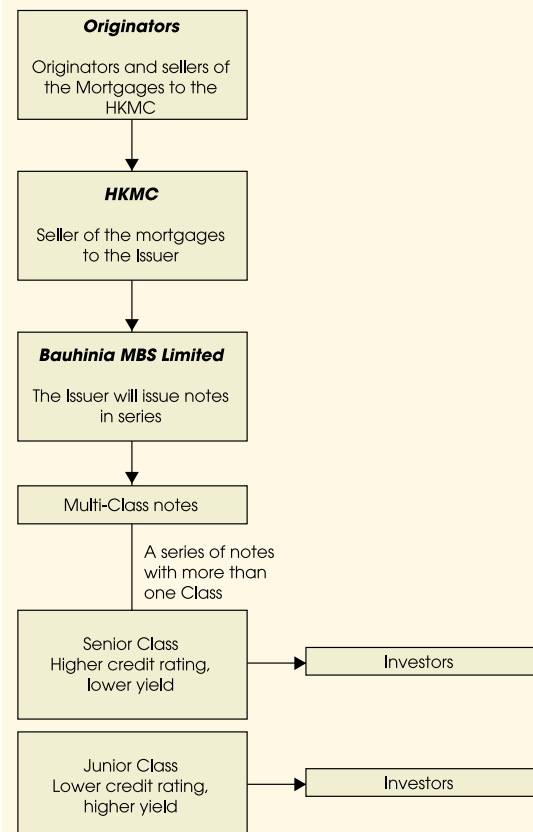 Originators
Originators and sellers of
the Mortgages to the
HKMC
HKMC
Seller of the mortgages
to the Issuer
Bauhinia MBS Limited
The Issuer will issue notes
in series
Multi-Class notes
A series of notes
with more than
one Class
Senior Class
Higher credit rating,
lower yield
Investors
Junior Class
Lower credit rating,
higher yield
Investors